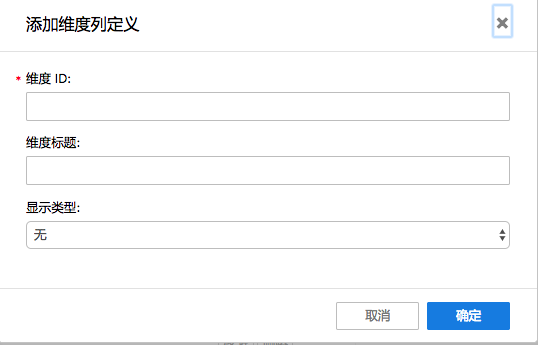 添加维度列定义
* 维度 ID:
维度标题:
显示类型:
无
取消
确定